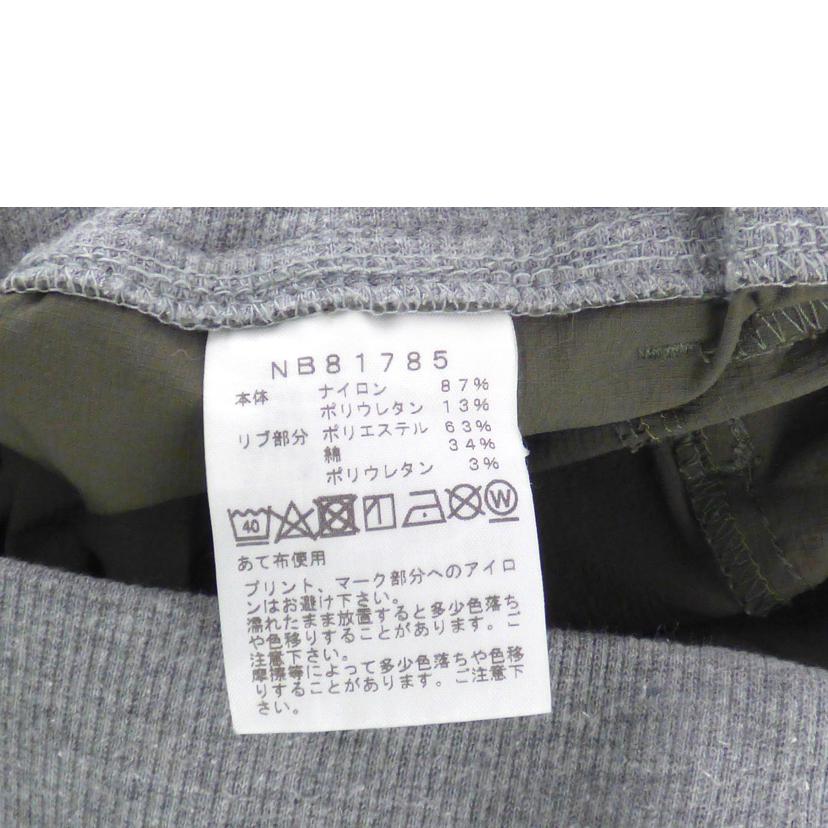 NB81785
本体 ナイロン 87%
ポリウレタン 13%
リブ部分 ポリエステル 63%
綿 34%
ポリウレタン 3%
40 W
あて布使用
プリント、マーク部分へのアイロ
ンはお避け下さい。
濡れたまま放置すると多少色落ち
や色移りすることがあります。ご
注意下さい。
摩擦等によって多少色落ちや色移
りすることがあります。ご注意下
さい。